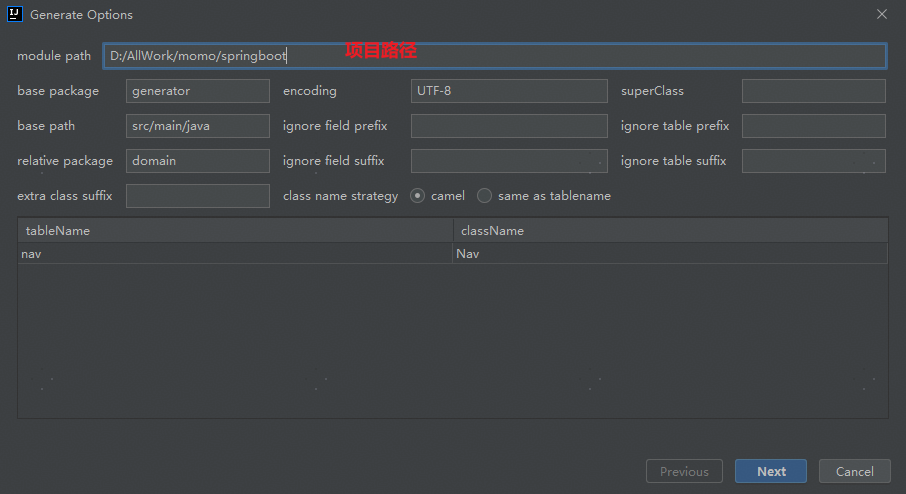 Generate Options
module path D:/AllWork/momo/springboot 项目路径
base package generator encoding UTF-8 superClass
base path src/main/java ignore field prefix ignore table prefix
relative package domain ignore field suffix ignore table suffix
extra class suffix class name strategy camel same as tablename
tableName className
nav Nav
Previous Next Cancel